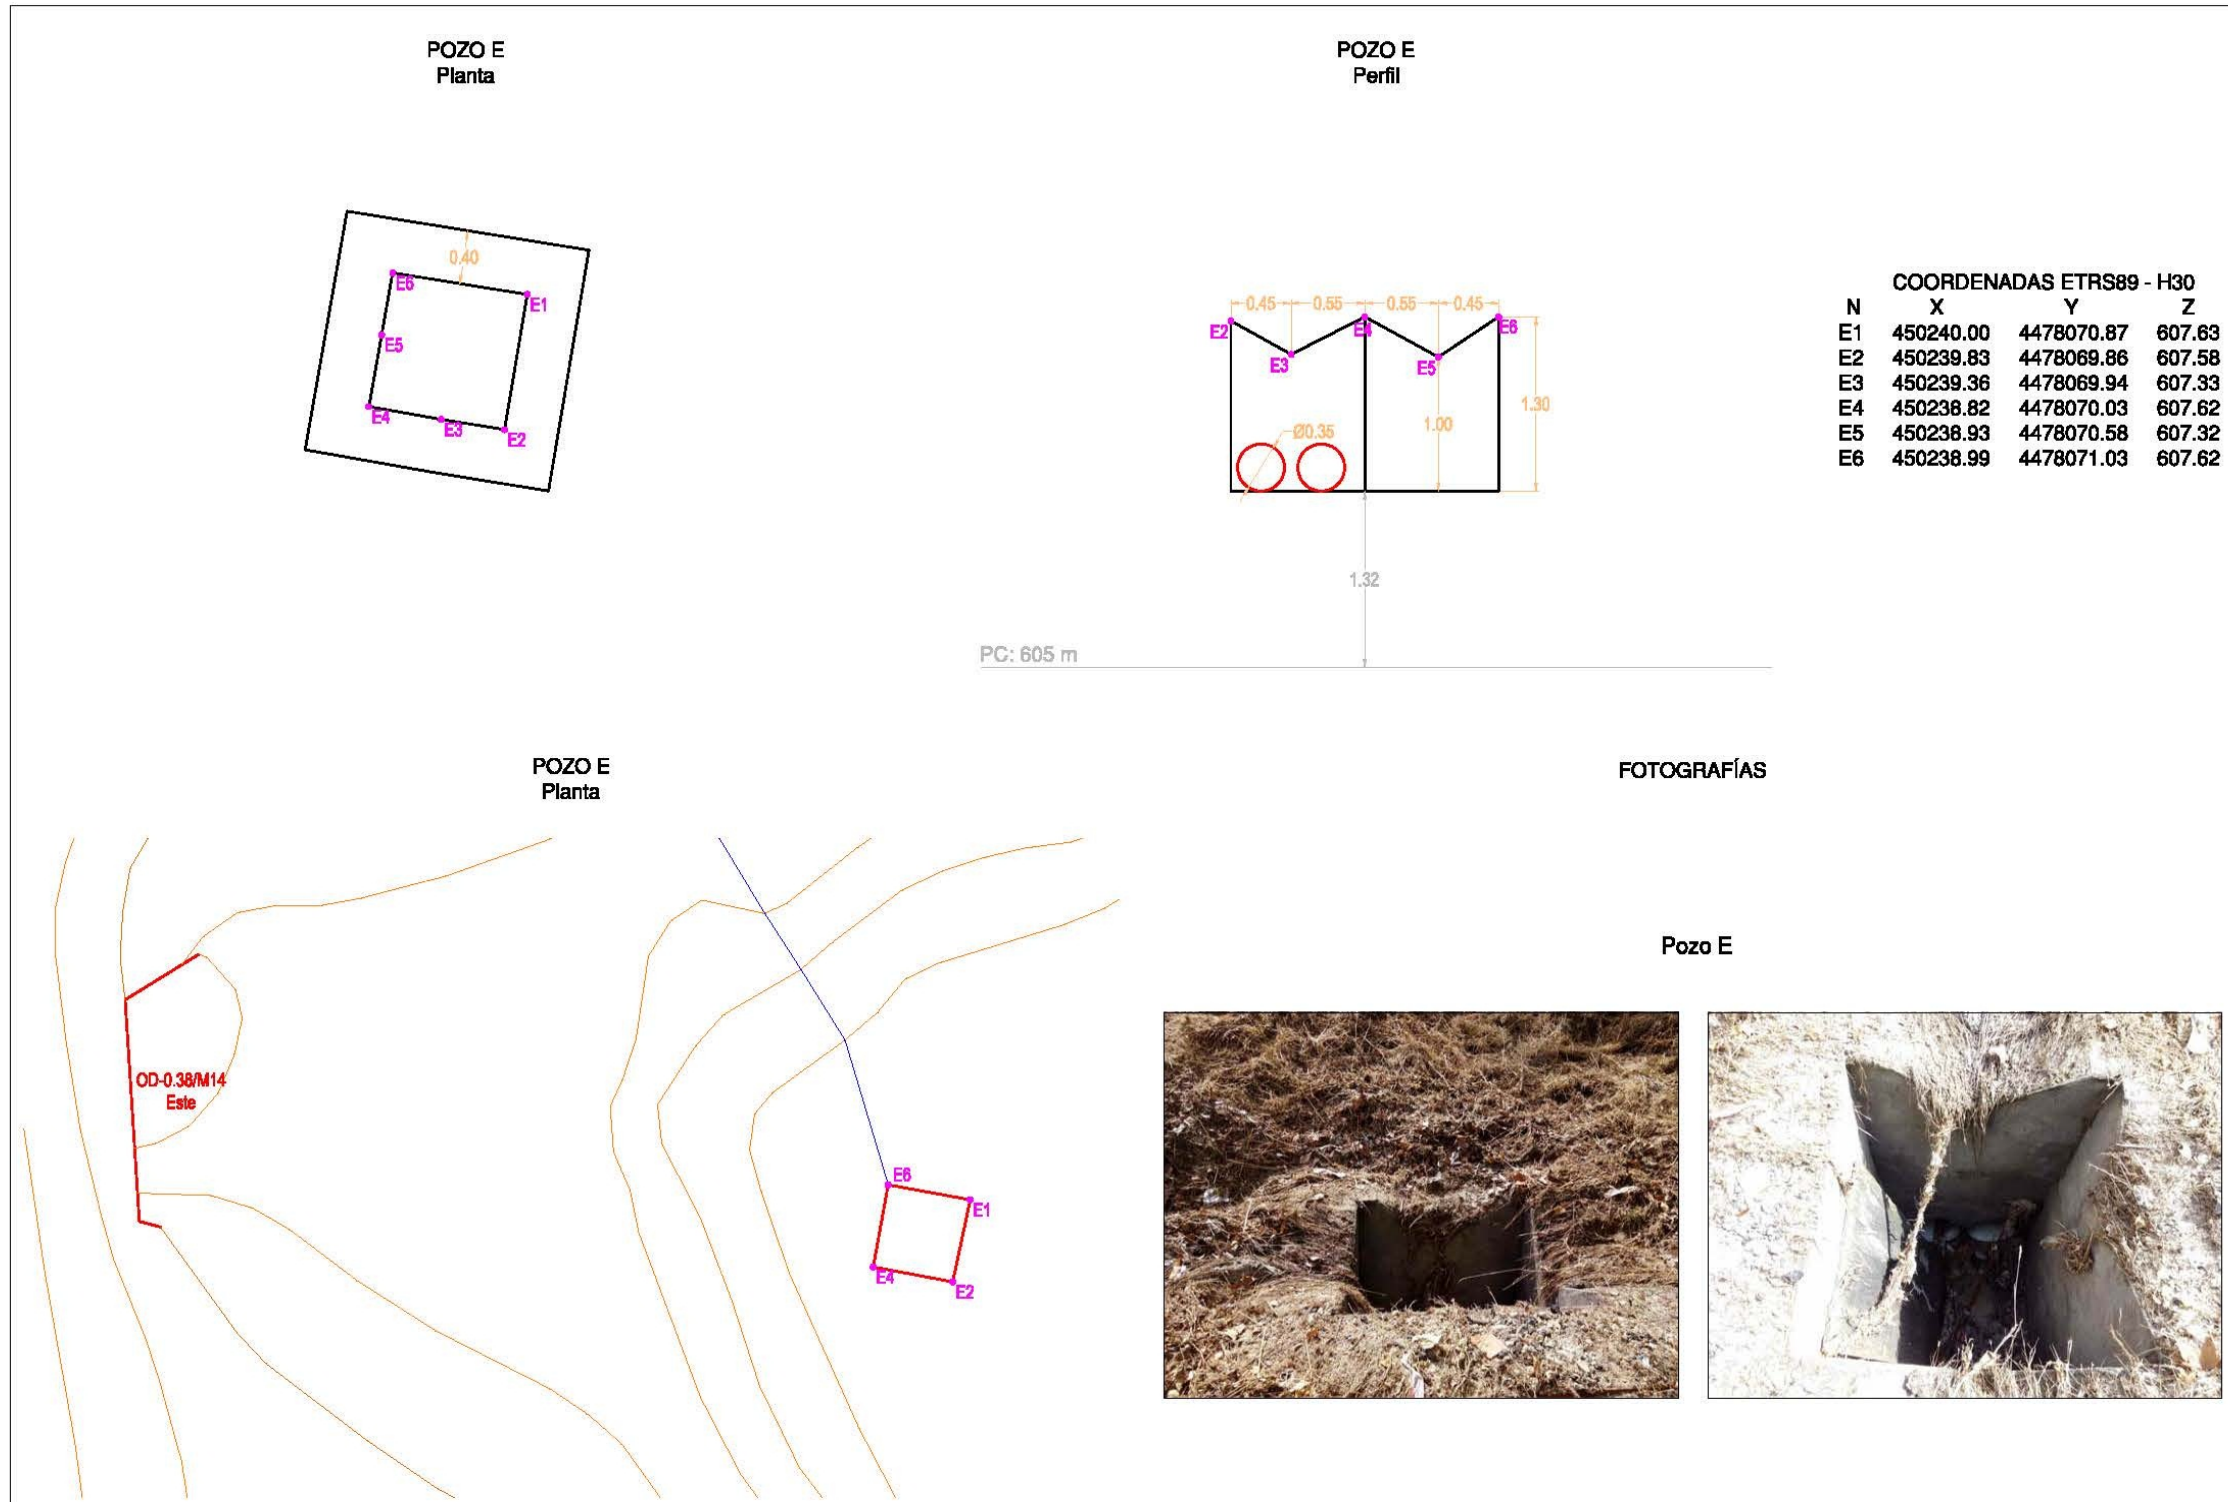 POZO E
Planta
0.40
E6
E1
E5
E4
E3
E2
POZO E
Perfil
0.45
0.55
0.55
0.45
E2
E4
E6
E3
E5
Ø0.35
1.00
1.30
1.32
PC: 605 m
COORDENADAS ETRS89 - H30
N X Y Z
E1 450240.00 4478070.87 607.63
E2 450239.83 4478069.86 607.58
E3 450239.36 4478069.94 607.33
E4 450238.82 4478070.03 607.62
E5 450238.93 4478070.58 607.32
E6 450238.99 4478071.03 607.62
POZO E
Planta
OD-0.38/M14
Este
E6
E1
E4
E2
FOTOGRAFÍAS
Pozo E